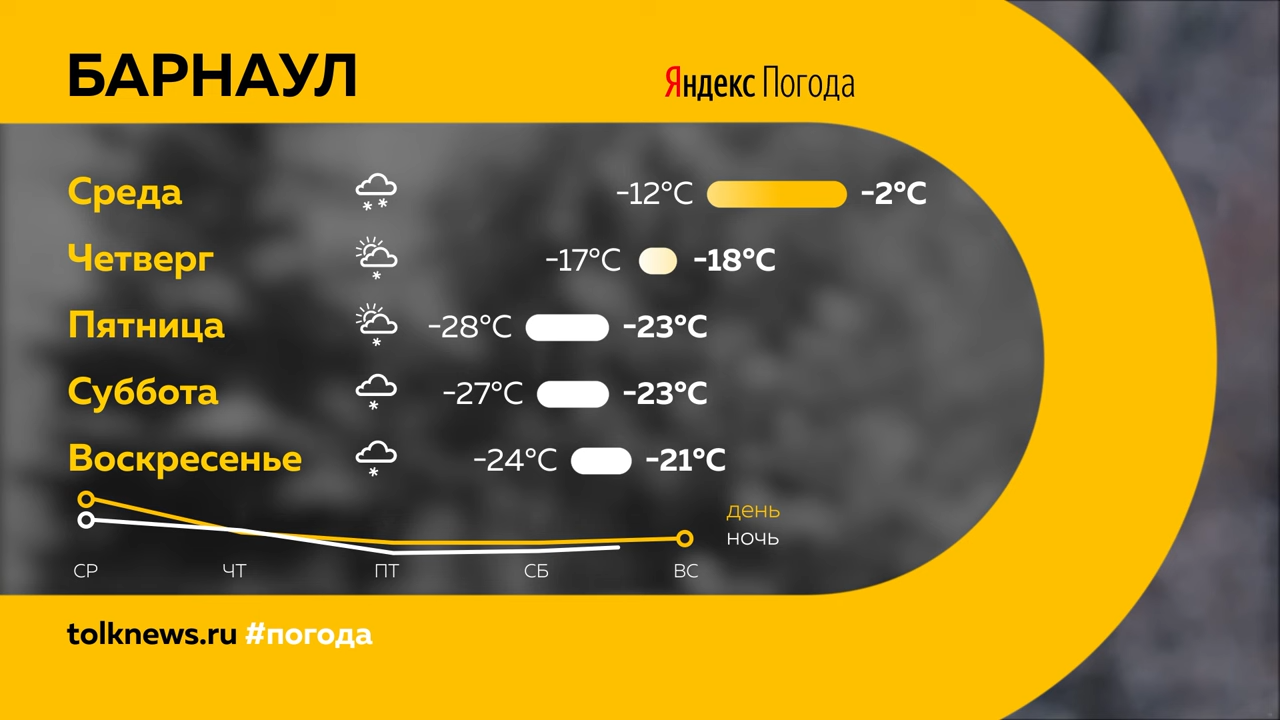 БАРНАУЛ
Яндекс Погода
Среда -12°C -2°C
Четверг -17°C -18°C
Пятница -28°C -23°C
Суббота -27°C -23°C
Воскресенье -24°C -21°C
день
ночь
СР ЧТ ПТ СБ ВС
tolknews.ru #погода